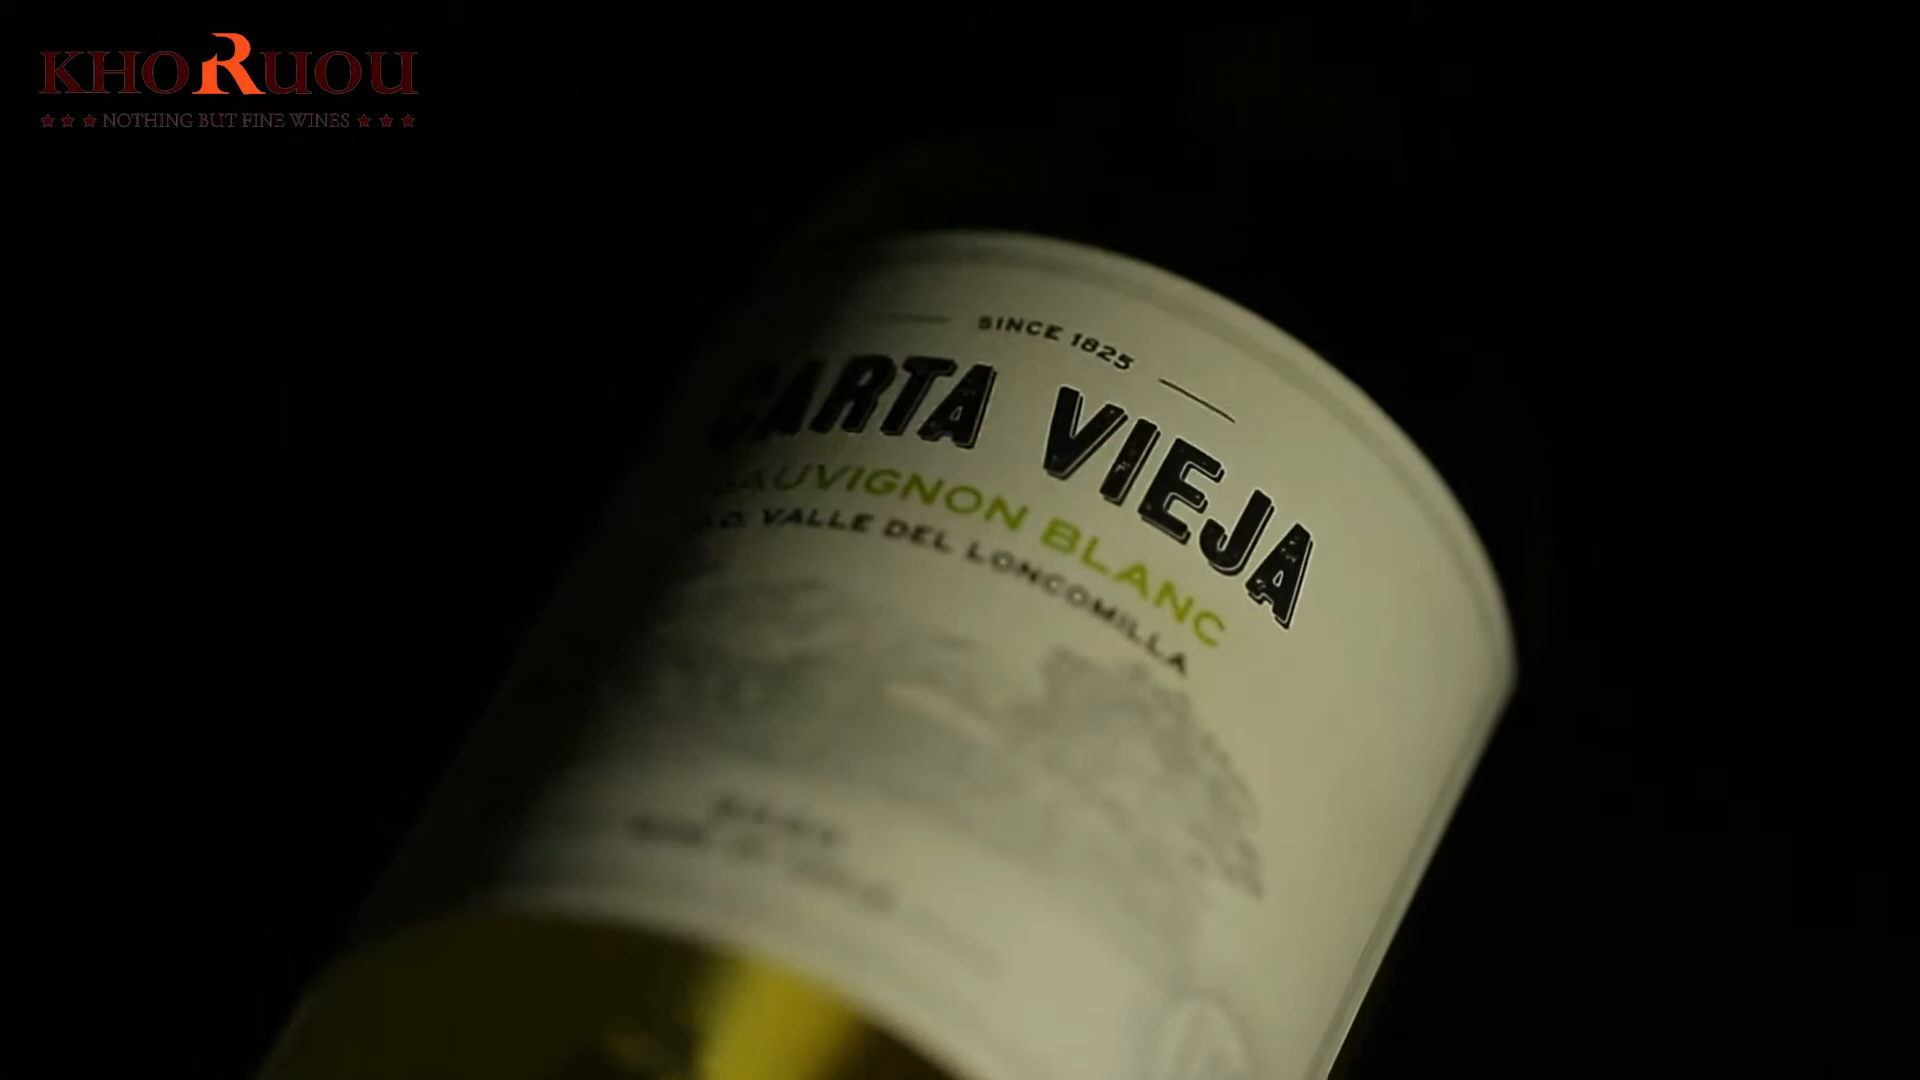 KHORUOU
★ ★ ★ NOTHING BUT FINE WINES ★ ★ ★
SINCE 1825
CARTA VIEJA
SAUVIGNON BLANC
D.O. VALLE DEL LONCOMILLA